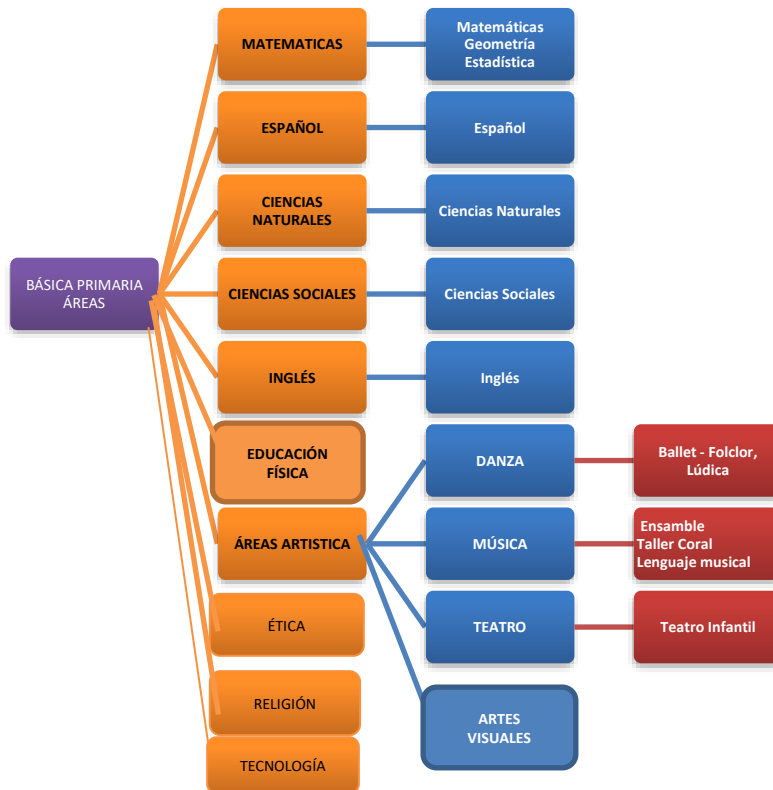 BÁSICA PRIMARIA
ÁREAS
MATEMATICAS
Matemáticas
Geometría
Estadística
ESPAÑOL
Español
CIENCIAS
NATURALES
Ciencias Naturales
CIENCIAS SOCIALES
Ciencias Sociales
INGLÉS
Inglés
EDUCACIÓN
FÍSICA
ÁREAS ARTISTICA
DANZA
Ballet - Folclor,
Lúdica
MÚSICA
Ensamble
Taller Coral
Lenguaje musical
TEATRO
Teatro Infantil
ARTES
VISUALES
ÉTICA
RELIGIÓN
TECNOLOGÍA